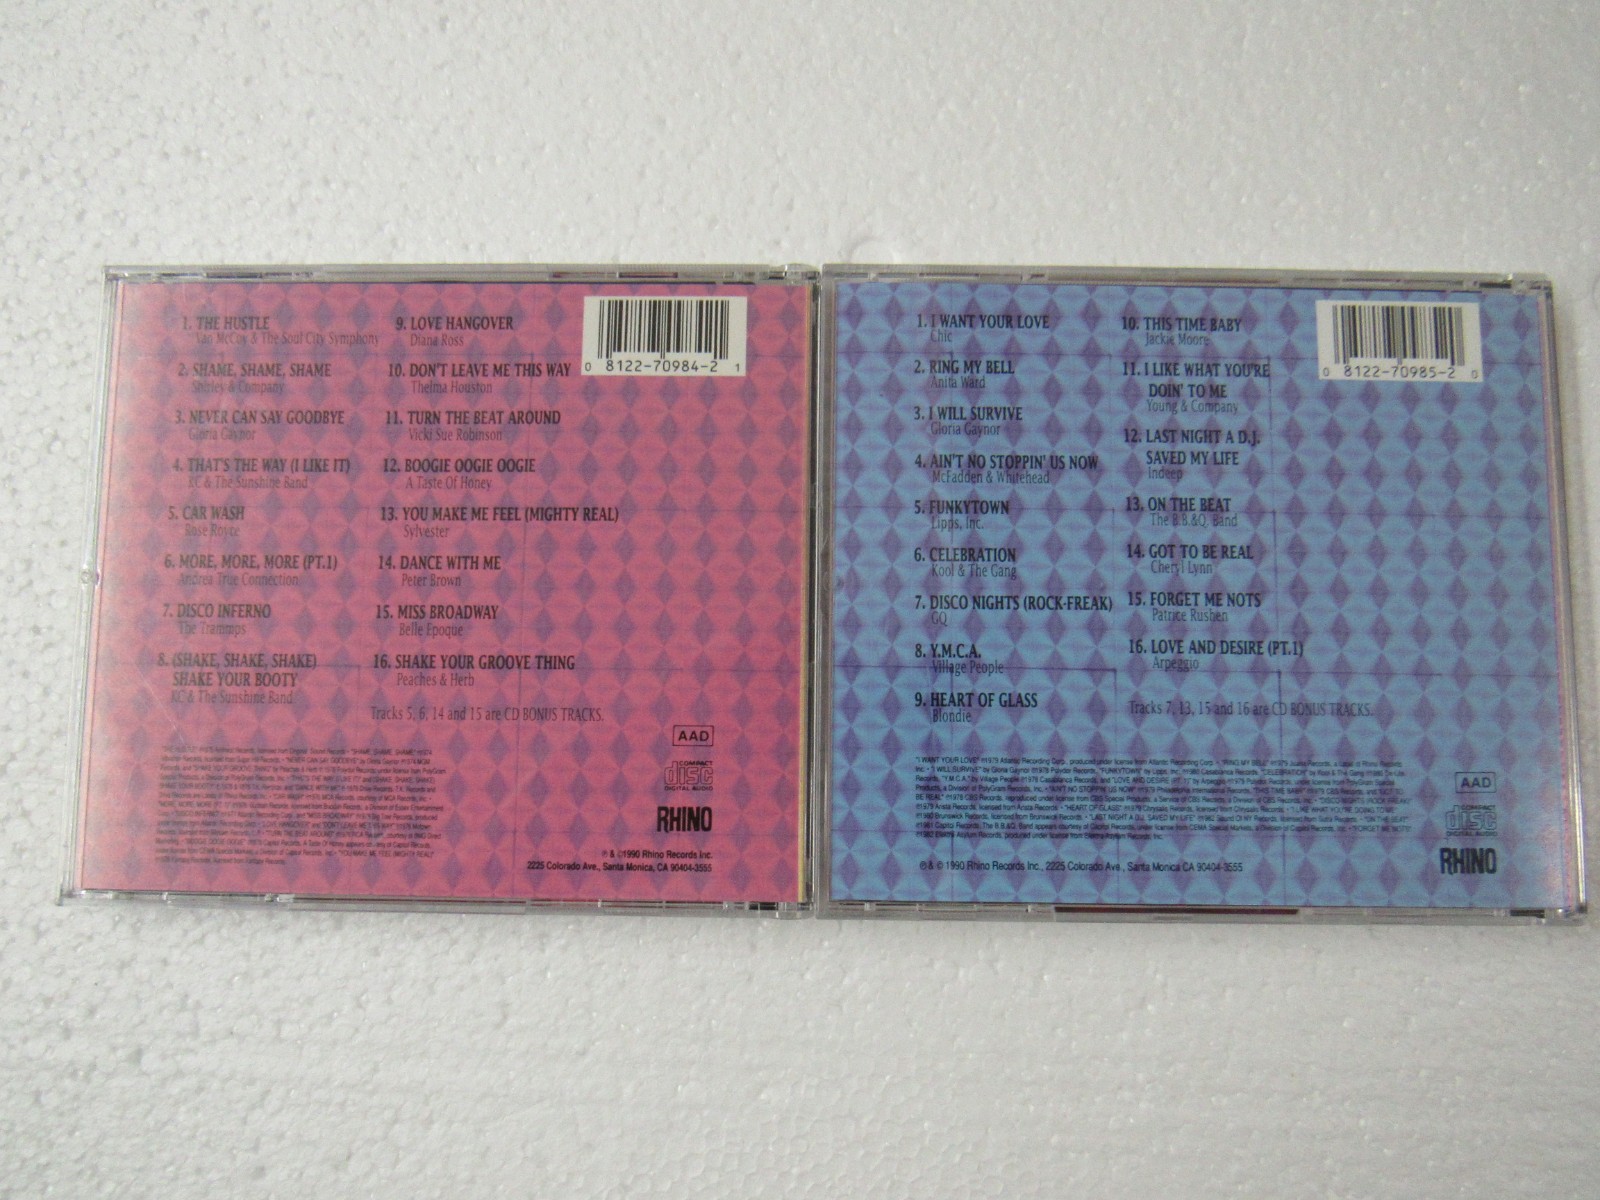 1. THE HUSTLE
Van McCoy & The Soul City Symphony
2. SHAME, SHAME, SHAME
Shirley & Company
3. NEVER CAN SAY GOODBYE
Gloria Gaynor
4. THAT'S THE WAY (I LIKE IT)
KC & The Sunshine Band
5. CAR WASH
Rose Royce
6. MORE, MORE, MORE (PT.1)
Andrea True Connection
7. DISCO INFERNO
The Trammps
8. (SHAKE, SHAKE, SHAKE)
SHAKE YOUR BOOTY
KC & The Sunshine Band
9. LOVE HANGOVER
Diana Ross
10. DON'T LEAVE ME THIS WAY
Thelma Houston
11. TURN THE BEAT AROUND
Vicki Sue Robinson
12. BOOGIE OOGIE OOGIE
A Taste Of Honey
13. YOU MAKE ME FEEL (MIGHTY REAL)
Sylvester
14. DANCE WITH ME
Peter Brown
15. MISS BROADWAY
Belle Epoque
16. SHAKE YOUR GROOVE THING
Peaches & Herb
Tracks 5, 6, 14 and 15 are CD BONUS TRACKS.
0 8122-70984-2 1
AAD
COMPACT
disc
DIGITAL AUDIO
RHINO
℗ & ©1990 Rhino Records Inc.
2225 Colorado Ave., Santa Monica, CA 90404-3555
1. I WANT YOUR LOVE
Chic
2. RING MY BELL
Anita Ward
3. I WILL SURVIVE
Gloria Gaynor
4. AIN'T NO STOPPIN' US NOW
McFadden & Whitehead
5. FUNKYTOWN
Lipps, Inc.
6. CELEBRATION
Kool & The Gang
7. DISCO NIGHTS (ROCK-FREAK)
GQ
8. Y.M.C.A.
Village People
9. HEART OF GLASS
Blondie
10. THIS TIME BABY
Jackie Moore
11. I LIKE WHAT YOU'RE
DOIN' TO ME
Young & Company
12. LAST NIGHT A D.J.
SAVED MY LIFE
Indeep
13. ON THE BEAT
The B.B.&Q. Band
14. GOT TO BE REAL
Cheryl Lynn
15. FORGET ME NOTS
Patrice Rushen
16. LOVE AND DESIRE (PT.1)
Arpeggio
Tracks 7, 13, 15 and 16 are CD BONUS TRACKS.
0 8122-70985-2 0
AAD
COMPACT
disc
DIGITAL AUDIO
RHINO
℗ & © 1990 Rhino Records Inc., 2225 Colorado Ave., Santa Monica CA 90404-3555